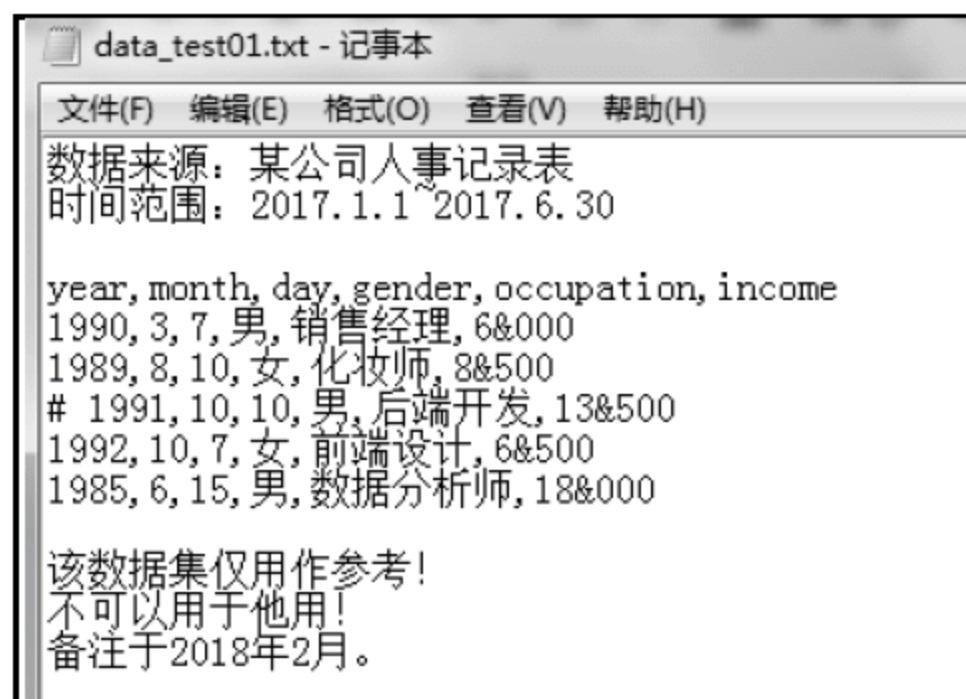 data_test01.txt - 记事本
文件(F) 编辑(E) 格式(O) 查看(V) 帮助(H)
数据来源：某公司人事记录表
时间范围：2017.1.1~2017.6.30
year,month,day,gender,occupation,income
1990,3,7,男,销售经理,6&000
1989,8,10,女,化妆师,8&500
# 1991,10,10,男,后端开发,13&500
1992,10,7,女,前端设计,6&500
1985,6,15,男,数据分析师,18&000
该数据集仅用作参考!
不可以用于他用!
备注于2018年2月。